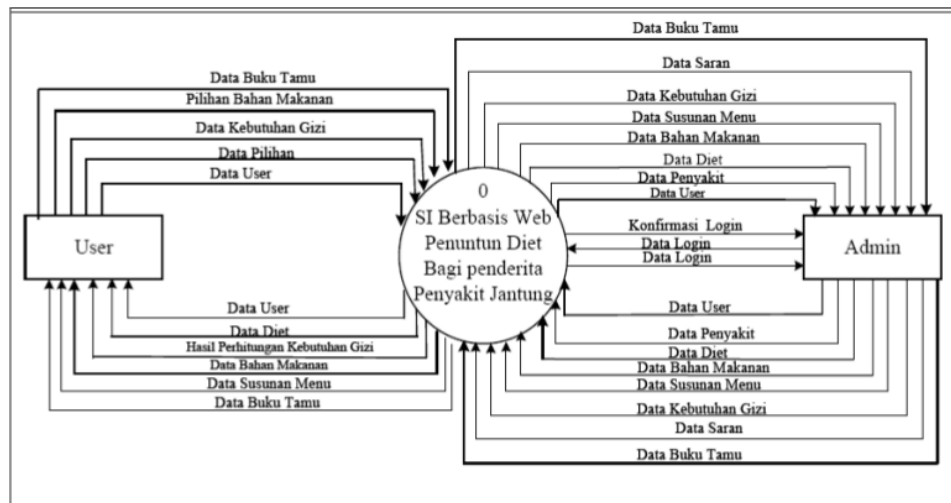 Data Buku Tamu
Pilihan Bahan Makanan
Data Kebutuhan Gizi
Data Pilihan
Data User
User
Data User
Data Diet
Hasil Perhitungan Kebutuhan Gizi
Data Bahan Makanan
Data Susunan Menu
Data Buku Tamu
0
SI Berbasis Web
Penuntun Diet
Bagi penderita
Penyakit Jantung
Data Buku Tamu
Data Saran
Data Kebutuhan Gizi
Data Susunan Menu
Data Bahan Makanan
Data Diet
Data Penyakit
Data User
Konfirmasi Login
Data Login
Data Login
Admin
Data User
Data Penyakit
Data Diet
Data Bahan Makanan
Data Susunan Menu
Data Kebutuhan Gizi
Data Saran
Data Buku Tamu